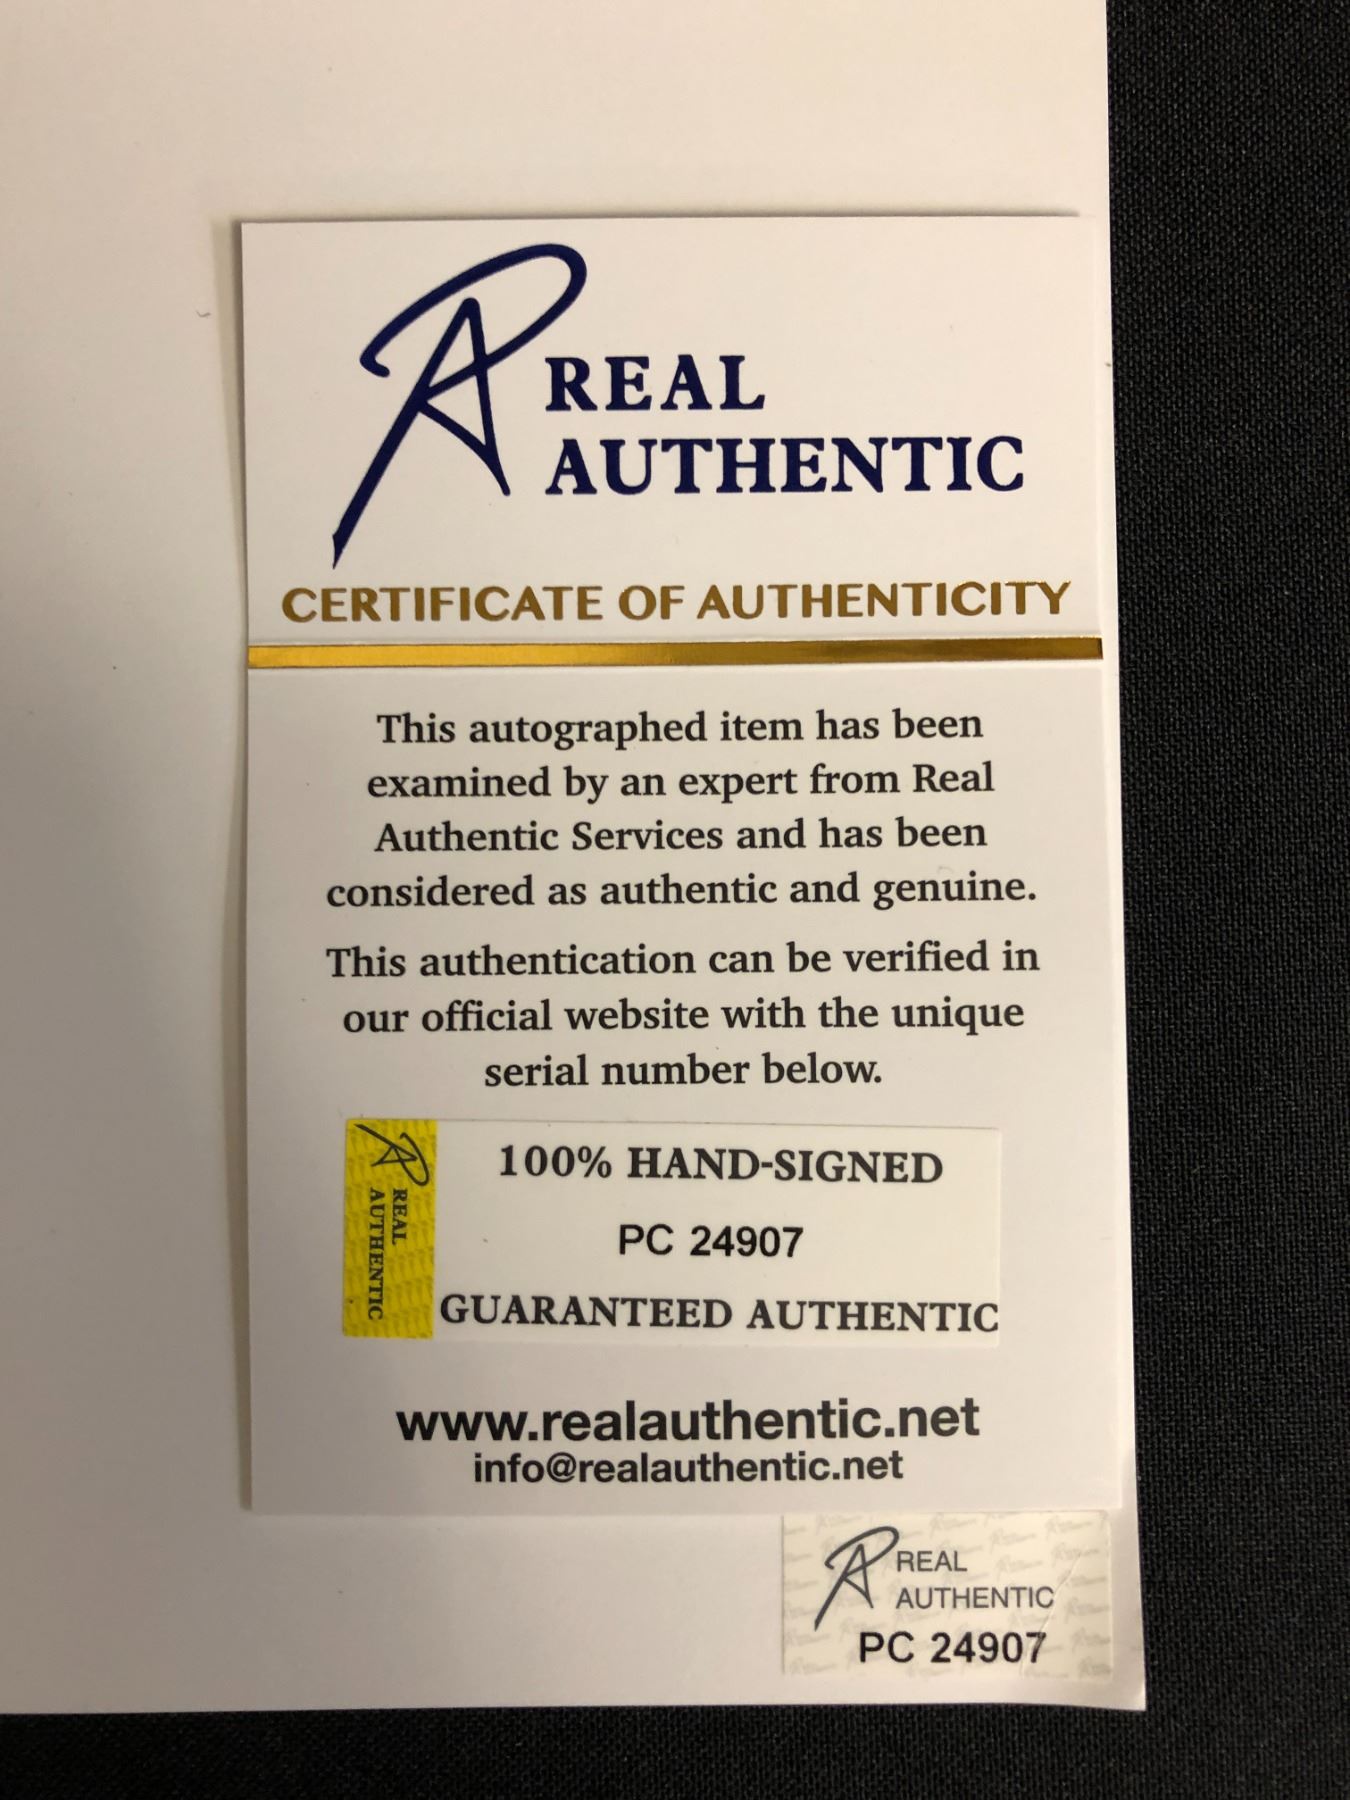 REAL
AUTHENTIC
CERTIFICATE OF AUTHENTICITY
This autographed item has been
examined by an expert from Real
Authentic Services and has been
considered as authentic and genuine.
This authentication can be verified in
our official website with the unique
serial number below.
REAL
AUTHENTIC
100% HAND-SIGNED
PC 24907
GUARANTEED AUTHENTIC
www.realauthentic.net
info@realauthentic.net
REAL
AUTHENTIC
PC 24907